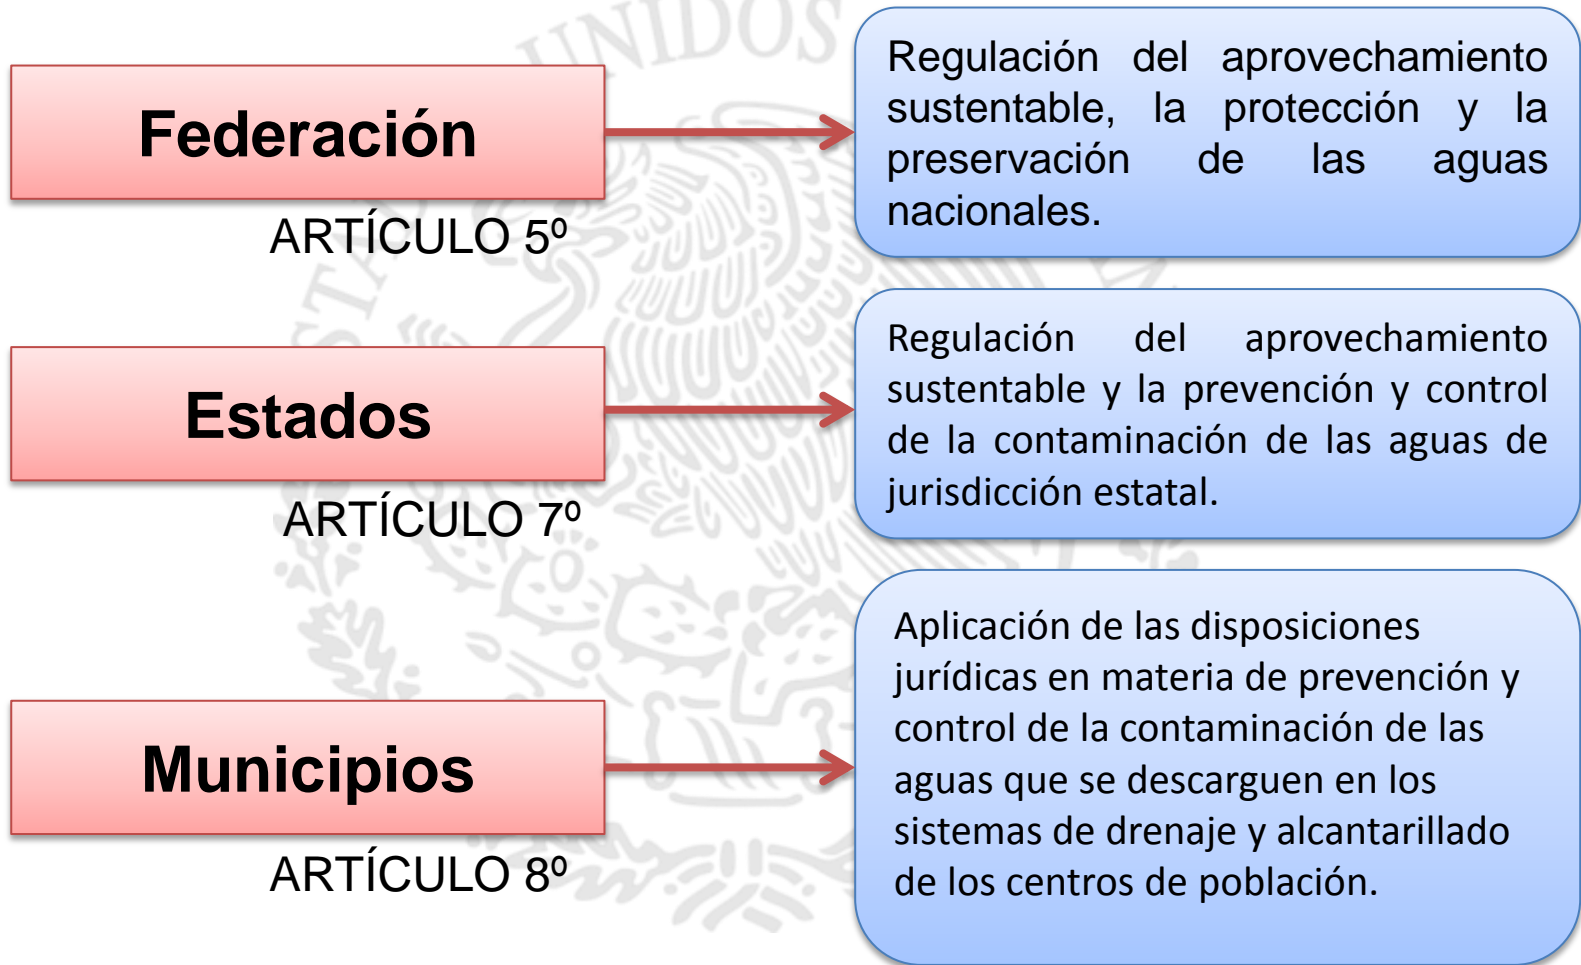 UNIDOS
Federación
ARTÍCULO 5º
Regulación del aprovechamiento
sustentable, la protección y la
preservación de las aguas
nacionales.
Estados
ARTÍCULO 7º
Regulación del aprovechamiento
sustentable y la prevención y control
de la contaminación de las aguas de
jurisdicción estatal.
Municipios
ARTÍCULO 8º
Aplicación de las disposiciones
jurídicas en materia de prevención y
control de la contaminación de las
aguas que se descarguen en los
sistemas de drenaje y alcantarillado
de los centros de población.